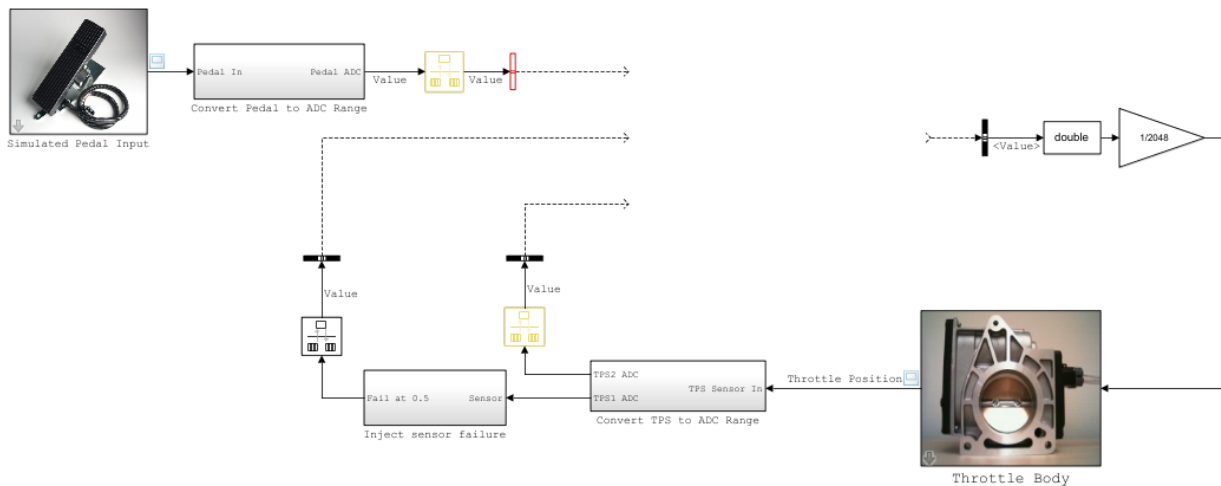 Pedal In
Pedal ADC
Value
Value
Convert Pedal to ADC Range
Simulated Pedal Input
<Value>
double
1/2048
Value
Value
TPS2 ADC
TPS Sensor In
Throttle Position
Fail at 0.5
Sensor
TPS1 ADC
Convert TPS to ADC Range
Inject sensor failure
Throttle Body